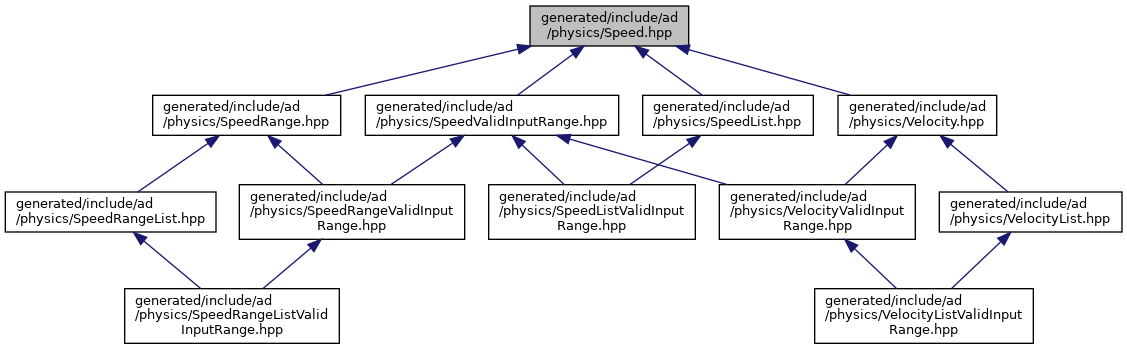 generated/include/ad
/physics/Speed.hpp
generated/include/ad
/physics/SpeedRange.hpp
generated/include/ad
/physics/SpeedValidInputRange.hpp
generated/include/ad
/physics/SpeedList.hpp
generated/include/ad
/physics/Velocity.hpp
generated/include/ad
/physics/SpeedRangeList.hpp
generated/include/ad
/physics/SpeedRangeValidInput
Range.hpp
generated/include/ad
/physics/SpeedListValidInput
Range.hpp
generated/include/ad
/physics/VelocityValidInput
Range.hpp
generated/include/ad
/physics/VelocityList.hpp
generated/include/ad
/physics/SpeedRangeListValid
InputRange.hpp
generated/include/ad
/physics/VelocityListValidInput
Range.hpp